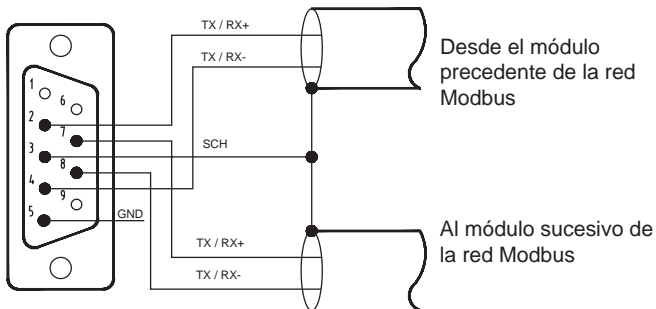 TX / RX+
TX / RX-
Desde el módulo
precedente de la red
Modbus
1
6
2
7
3
8
4
9
5
SCH
GND
TX / RX+
TX / RX-
Al módulo sucesivo de
la red Modbus